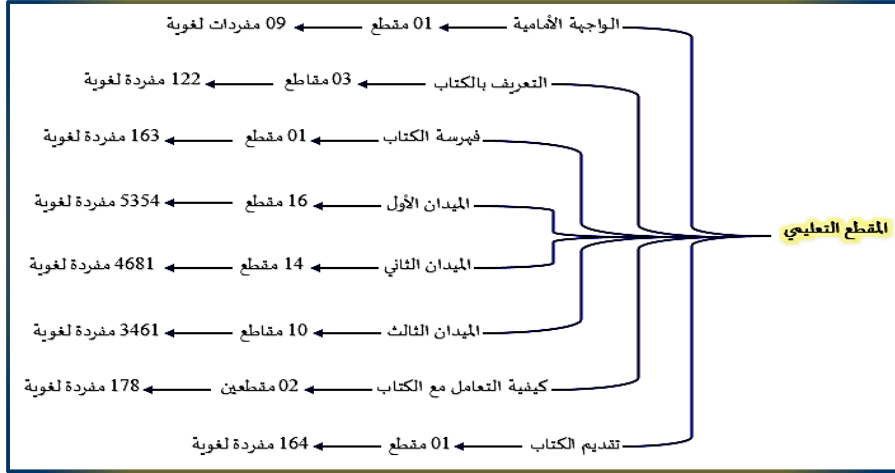 الواجهة الأمامية 01 مقطع 09 مفردات لغوية
التعريف بالكتاب 03 مقاطع 122 مفردة لغوية
فهرسة الكتاب 01 مقطع 163 مفردة لغوية
الميدان الأول 16 مقطع 5354 مفردة لغوية
المقطع التعليمي
الميدان الثاني 14 مقطع 4681 مفردة لغوية
الميدان الثالث 10 مقاطع 3461 مفردة لغوية
كيفية التعامل مع الكتاب 02 مقطعين 178 مفردة لغوية
تقديم الكتاب 01 مقطع 164 مفردة لغوية